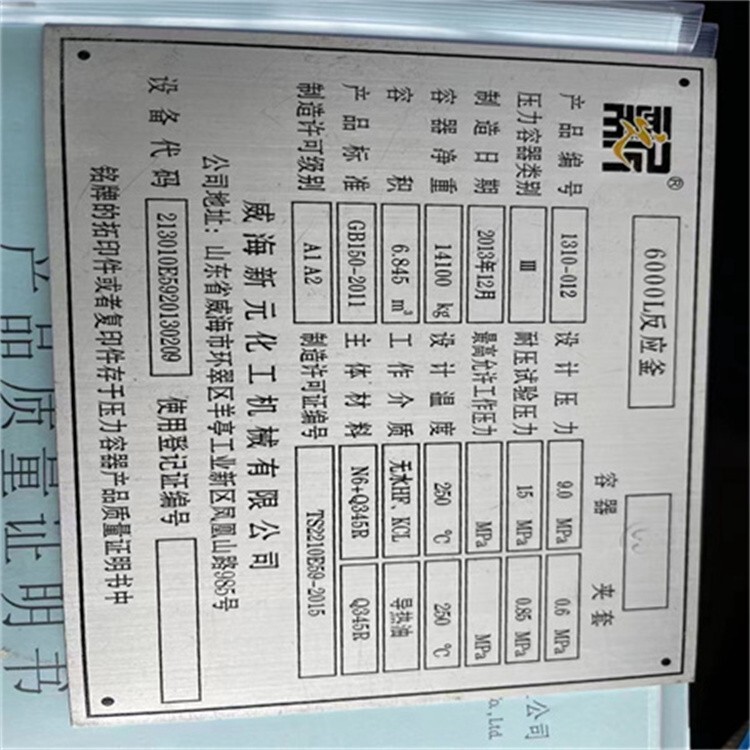 ®
6000L反应釜
容器 夹套
产品编号 1310-012 设计压力 9.0 MPa 0.6 MPa
压力容器类别 Ⅲ 耐压试验压力 15 MPa 0.85 MPa
制造日期 2013年12月 最高允许工作压力 MPa MPa
容器净重 14100 kg 设计温度 250 ℃ 250 ℃
容积 6.845 m³ 工作介质 无水HF、KCL 导热油
产品标准 GB150-2011 主体材料 N6+Q345R Q345R
制造许可级别 A1 A2 制造许可证编号 TS2210E59-2015
威海新元化工机械有限公司
公司地址：山东省威海市环翠区羊亭工业新区凤凰山路985号
设备代码 213010E5920130209 使用登记证编号
铭牌的拓印件或者复印件存于压力容器产品质量证明书中
产品质量证明书
公司
Co.,Ltd.